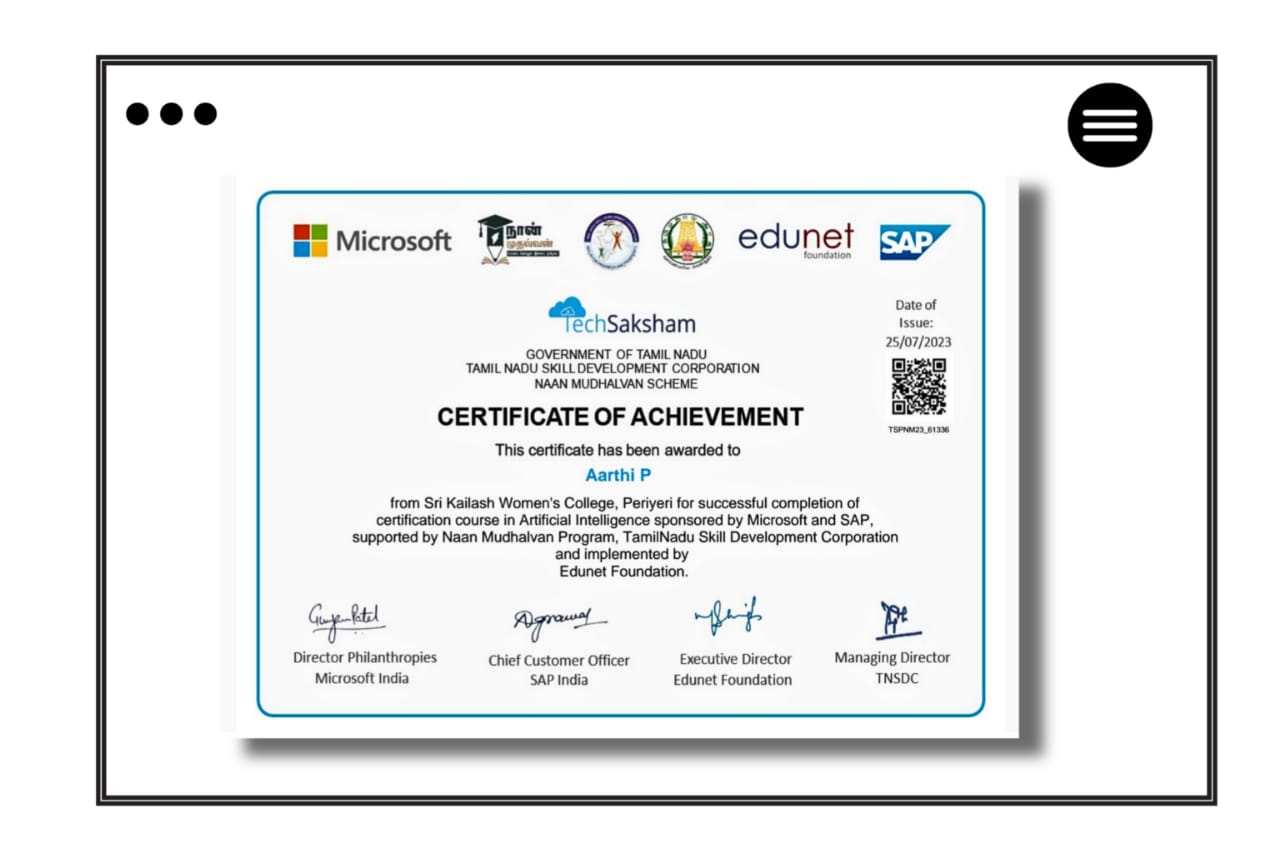 Microsoft
நான்
முதல்வன்
edunet
foundation
SAP
TechSaksham
Date of
Issue:
25/07/2023
TSPNM23_61336
GOVERNMENT OF TAMIL NADU
TAMIL NADU SKILL DEVELOPMENT CORPORATION
NAAN MUDHALVAN SCHEME
CERTIFICATE OF ACHIEVEMENT
This certificate has been awarded to
Aarthi P
from Sri Kailash Women's College, Periyeri for successful completion of
certification course in Artificial Intelligence sponsored by Microsoft and SAP,
supported by Naan Mudhalvan Program, TamilNadu Skill Development Corporation
and implemented by
Edunet Foundation.
Agrawal
Director Philanthropies
Microsoft India
Chief Customer Officer
SAP India
Executive Director
Edunet Foundation
Managing Director
TNSDC